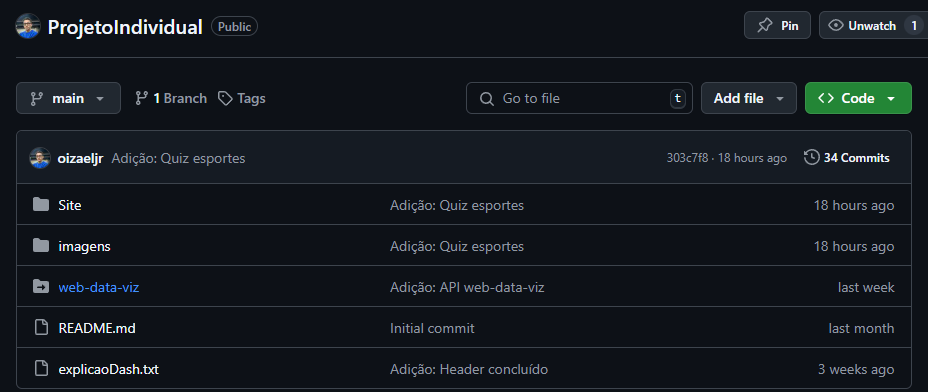 ProjetoIndividual Public Pin Unwatch 1
main 1 Branch Tags Go to file t Add file Code
oizaeljr Adição: Quiz esportes 303c7f8 · 18 hours ago 34 Commits
Site Adição: Quiz esportes 18 hours ago
imagens Adição: Quiz esportes 18 hours ago
web-data-viz Adição: API web-data-viz last week
README.md Initial commit last month
explicaoDash.txt Adição: Header concluído 3 weeks ago